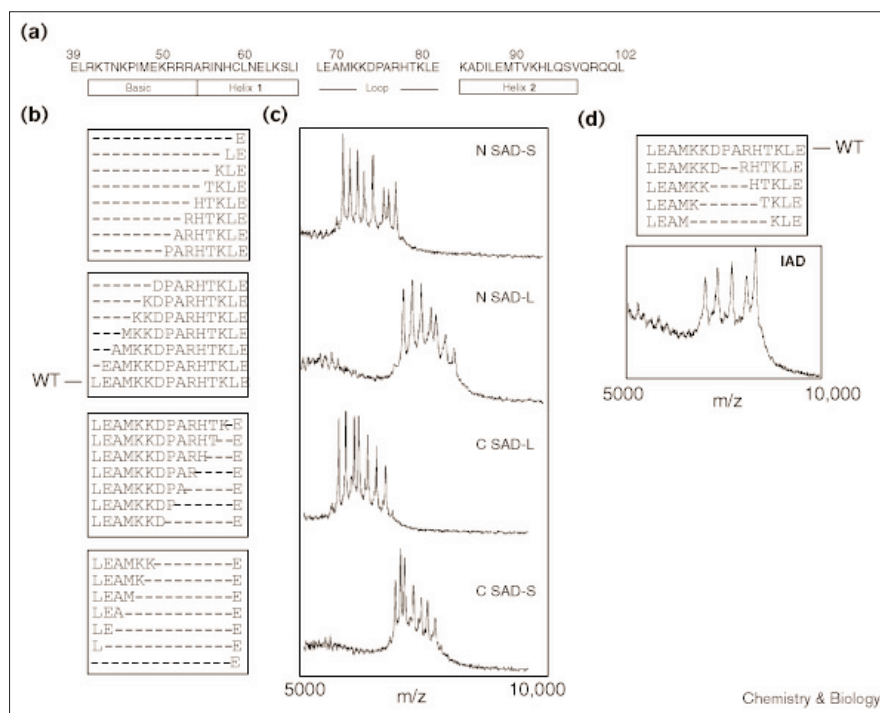 (a)
39 50 60 70 80 90 102
ELRKTNKPIMEKRRRARINHCLNELKSLI LEAMKKDPARHTKLE KADILEMTVKHLQSVQRQQL
Basic Helix 1 Loop Helix 2
(b)
--------------E
-------------LE
------------KLE
-----------TKLE
----------HTKLE
---------RHTKLE
--------ARHTKLE
-------PARHTKLE
------DPARHTKLE
-----KDPARHTKLE
----KKDPARHTKLE
---MKKDPARHTKLE
--AMKKDPARHTKLE
-EAMKKDPARHTKLE
WT — LEAMKKDPARHTKLE
LEAMKKDPARHTK-E
LEAMKKDPARHT--E
LEAMKKDPARH---E
LEAMKKDPAR----E
LEAMKKDPA-----E
LEAMKKDP------E
LEAMKKD-------E
LEAMKK--------E
LEAMK---------E
LEAM----------E
LEA-----------E
LE------------E
L-------------E
--------------E
(c)
N SAD-S
N SAD-L
C SAD-L
C SAD-S
5000 10,000
m/z
(d)
LEAMKKDPARHTKLE — WT
LEAMKKD--RHTKLE
LEAMKK----HTKLE
LEAMK------TKLE
LEAM--------KLE
IAD
5000 10,000
m/z
Chemistry & Biology